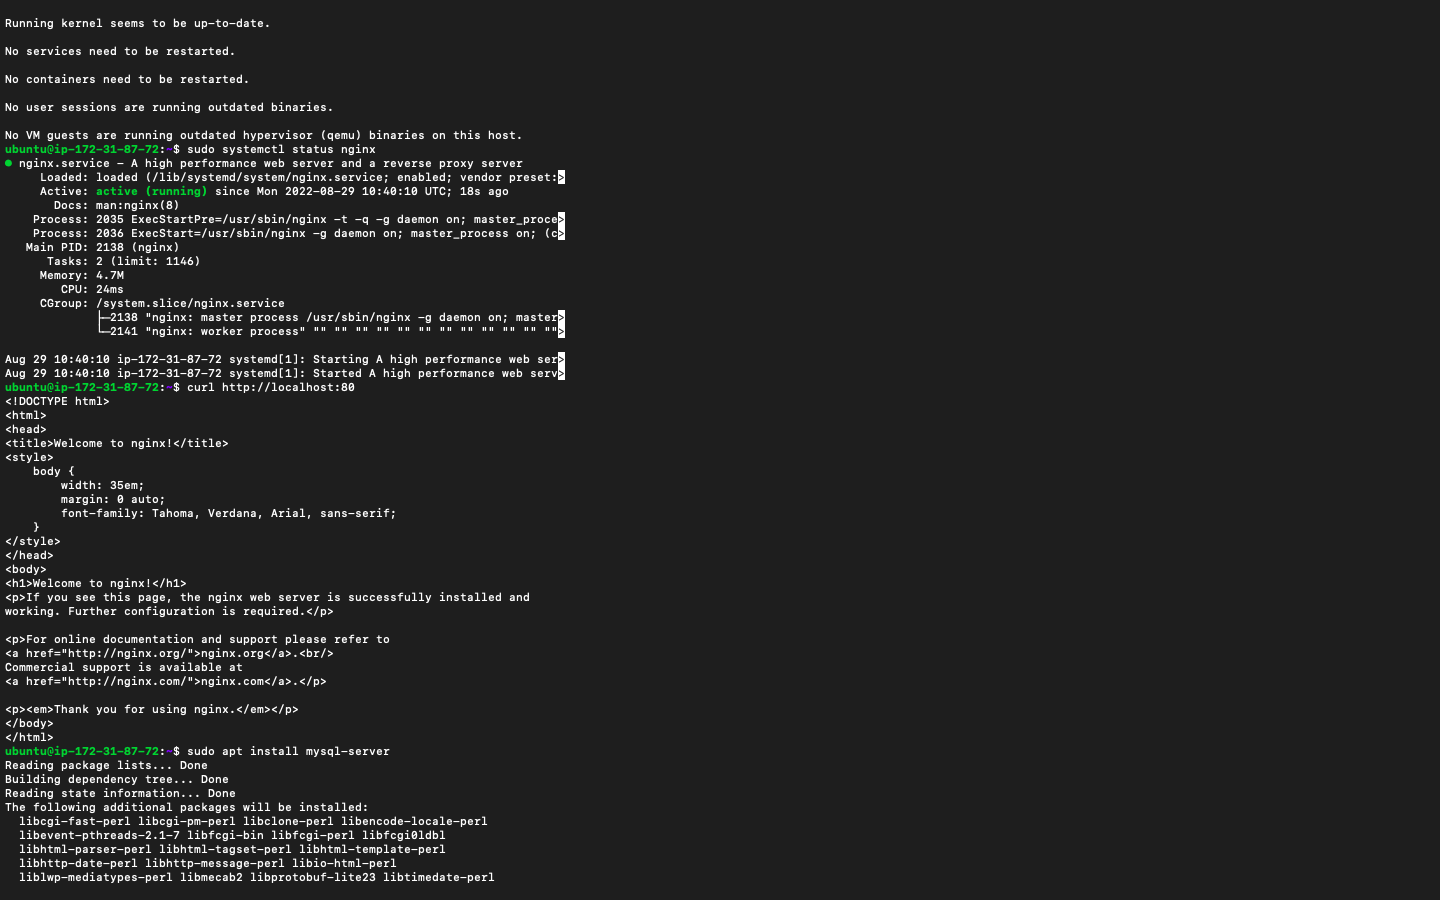 Running kernel seems to be up-to-date.
No services need to be restarted.
No containers need to be restarted.
No user sessions are running outdated binaries.
No VM guests are running outdated hypervisor (qemu) binaries on this host.
ubuntu@ip-172-31-87-72:~$ sudo systemctl status nginx
● nginx.service - A high performance web server and a reverse proxy server
     Loaded: loaded (/lib/systemd/system/nginx.service; enabled; vendor preset:>
     Active: active (running) since Mon 2022-08-29 10:40:10 UTC; 18s ago
       Docs: man:nginx(8)
    Process: 2035 ExecStartPre=/usr/sbin/nginx -t -q -g daemon on; master_proce>
    Process: 2036 ExecStart=/usr/sbin/nginx -g daemon on; master_process on; (c>
   Main PID: 2138 (nginx)
      Tasks: 2 (limit: 1146)
     Memory: 4.7M
        CPU: 24ms
     CGroup: /system.slice/nginx.service
             ├─2138 "nginx: master process /usr/sbin/nginx -g daemon on; master>
             └─2141 "nginx: worker process" "" "" "" "" "" "" "" "" "" "" "" "">
Aug 29 10:40:10 ip-172-31-87-72 systemd[1]: Starting A high performance web ser>
Aug 29 10:40:10 ip-172-31-87-72 systemd[1]: Started A high performance web serv>
ubuntu@ip-172-31-87-72:~$ curl http://localhost:80
<!DOCTYPE html>
<html>
<head>
<title>Welcome to nginx!</title>
<style>
    body {
        width: 35em;
        margin: 0 auto;
        font-family: Tahoma, Verdana, Arial, sans-serif;
    }
</style>
</head>
<body>
<h1>Welcome to nginx!</h1>
<p>If you see this page, the nginx web server is successfully installed and
working. Further configuration is required.</p>
<p>For online documentation and support please refer to
<a href="http://nginx.org/">nginx.org</a>.<br/>
Commercial support is available at
<a href="http://nginx.com/">nginx.com</a>.</p>
<p><em>Thank you for using nginx.</em></p>
</body>
</html>
ubuntu@ip-172-31-87-72:~$ sudo apt install mysql-server
Reading package lists... Done
Building dependency tree... Done
Reading state information... Done
The following additional packages will be installed:
  libcgi-fast-perl libcgi-pm-perl libclone-perl libencode-locale-perl
  libevent-pthreads-2.1-7 libfcgi-bin libfcgi-perl libfcgi0ldbl
  libhtml-parser-perl libhtml-tagset-perl libhtml-template-perl
  libhttp-date-perl libhttp-message-perl libio-html-perl
  liblwp-mediatypes-perl libmecab2 libprotobuf-lite23 libtimedate-perl